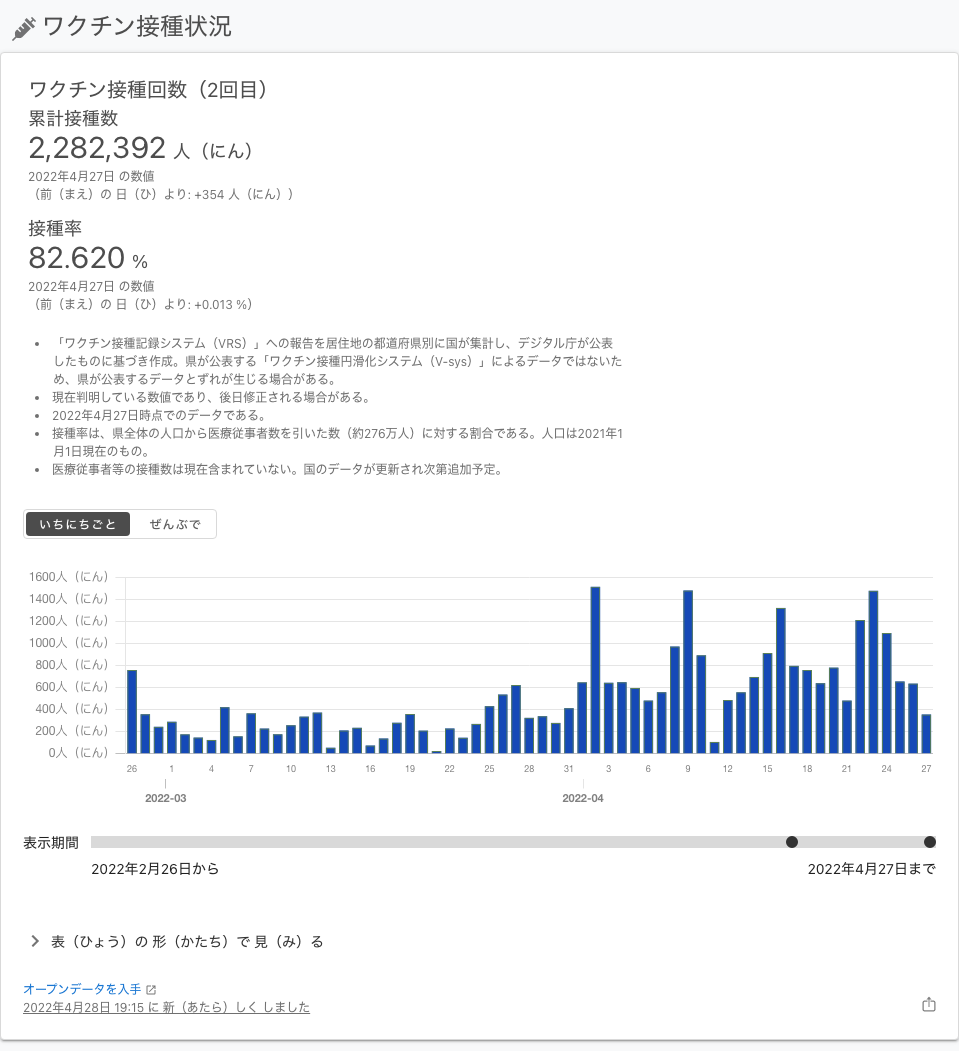 ワクチン接種状況
ワクチン接種回数（2回目）
累計接種数
2,282,392 人（にん）
2022年4月27日 の数値
（前（まえ）の 日（ひ）より: +354 人（にん））
接種率
82.620 %
2022年4月27日 の数値
（前（まえ）の 日（ひ）より: +0.013 %）
• 「ワクチン接種記録システム（VRS）」への報告を居住地の都道府県別に国が集計し、デジタル庁が公表
したものに基づき作成。県が公表する「ワクチン接種円滑化システム（V-sys）」によるデータではないた
め、県が公表するデータとずれが生じる場合がある。
• 現在判明している数値であり、後日修正される場合がある。
• 2022年4月27日時点でのデータである。
• 接種率は、県全体の人口から医療従事者数を引いた数（約276万人）に対する割合である。人口は2021年1
月1日現在のもの。
• 医療従事者等の接種数は現在含まれていない。国のデータが更新され次第追加予定。
いちにちごと ぜんぶで
1600人（にん）
1400人（にん）
1200人（にん）
1000人（にん）
800人（にん）
600人（にん）
400人（にん）
200人（にん）
0人（にん）
26 1 4 7 10 13 16 19 22 25 28 31 3 6 9 12 15 18 21 24 27
2022-03 2022-04
表示期間
2022年2月26日から 2022年4月27日まで
表（ひょう）の 形（かたち）で 見（み）る
オープンデータを入手
2022年4月28日 19:15 に 新（あたら）しく しました